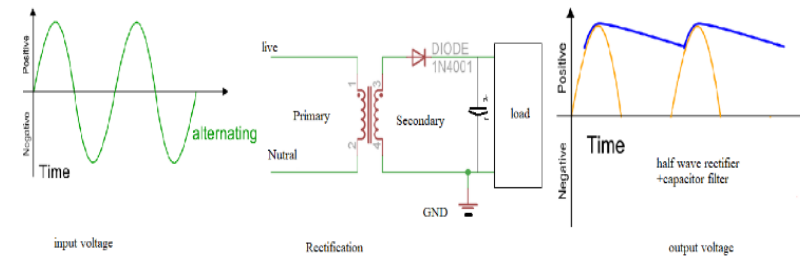 Positive
Negative
Time
alternating
input voltage
live
Nutral
Primary
1
2
3
4
Secondary
DIODE
1N4001
load
GND
Rectification
Positive
Negative
Time
half wave rectifier
+capacitor filter
output voltage